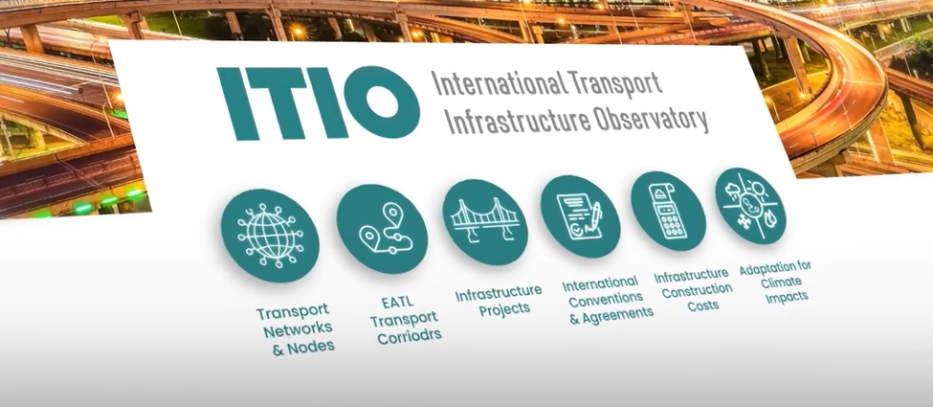 ITIO
International Transport
Infrastructure Observatory
Transport
Networks
& Nodes
EATL
Transport
Corriodrs
Infrastructure
Projects
International
Conventions
& Agreements
Infrastructure
Construction
Costs
Adaptation for
Climate
Impacts